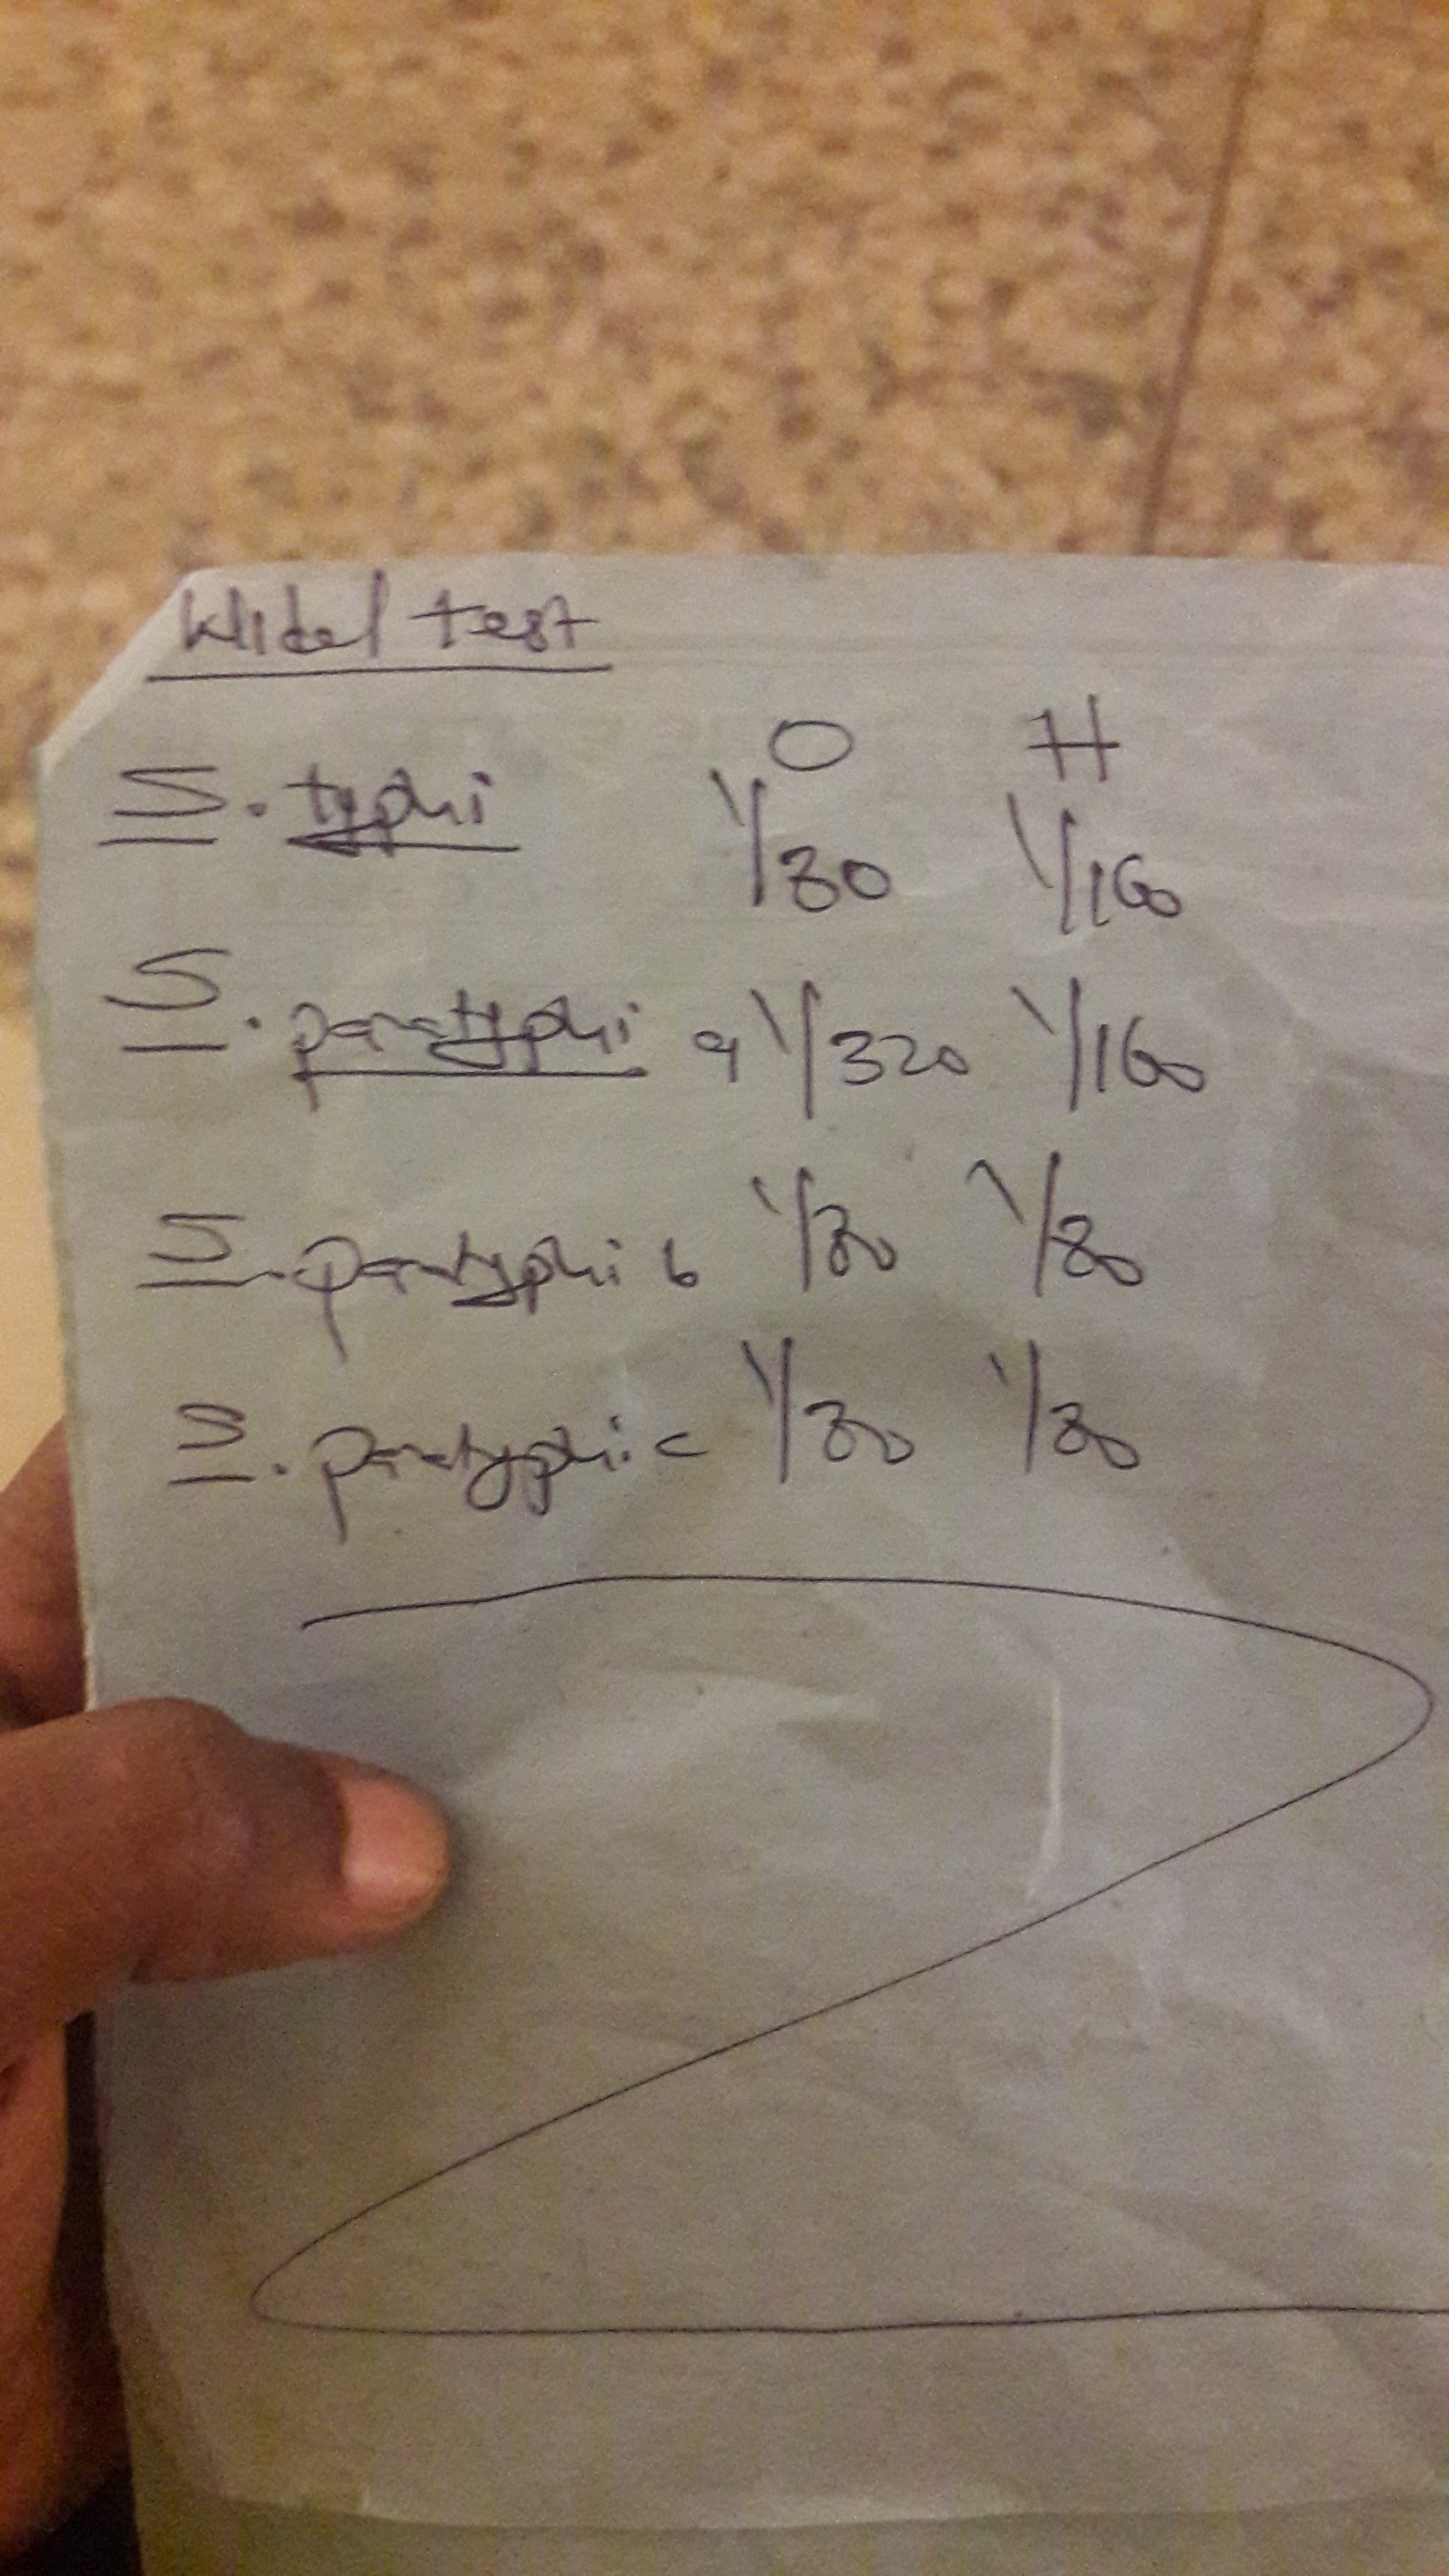 Widal test
O H
S. typhi 1/80 1/160
S. paratyphi a 1/320 1/160
S. paratyphi b 1/80 1/80
S. paratyphi c 1/80 1/80